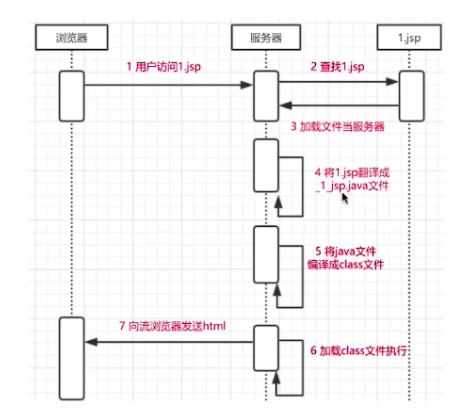 浏览器
服务器
1.jsp
1 用户访问1.jsp
2 查找1.jsp
3 加载文件当服务器
4 将1.jsp翻译成
_1_jsp.java文件
5 将java文件
编译成class文件
7 向流浏览器发送html
6 加载class文件执行